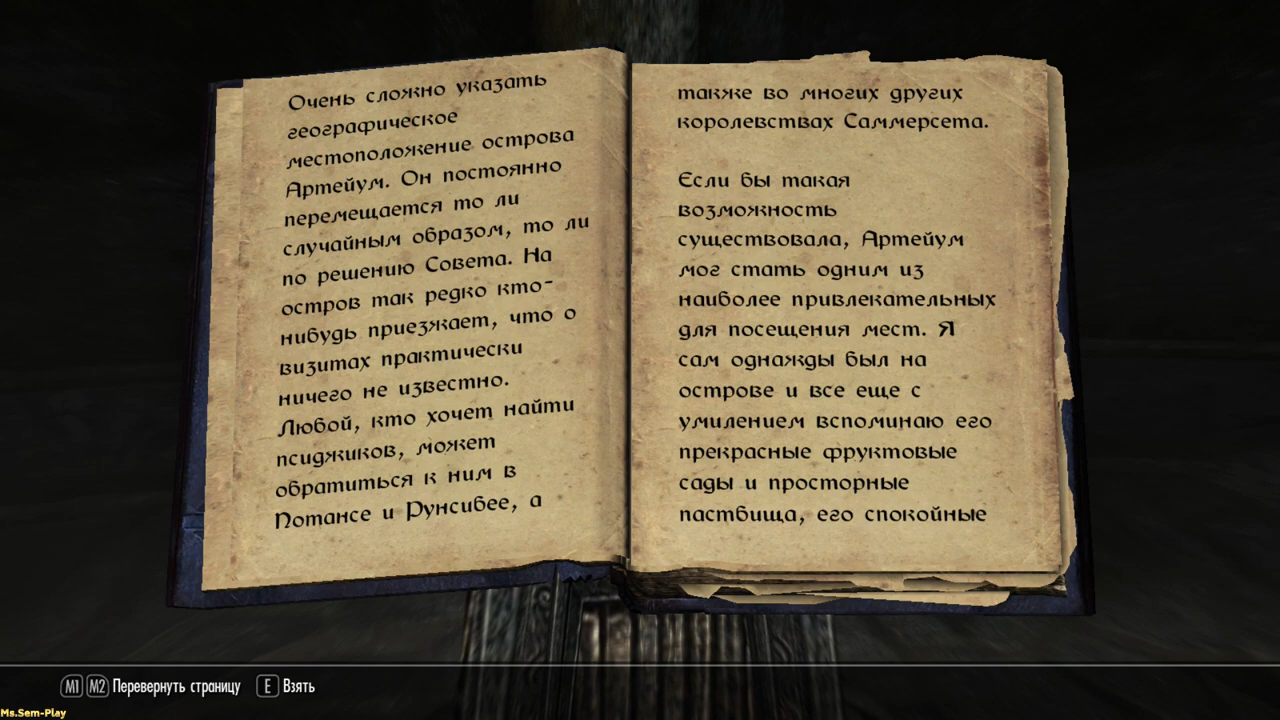 Очень сложно указать
географическое
местоположение острова
Артейум. Он постоянно
перемещается то ли
случайным образом, то ли
по решению Совета. На
остров так редко кто-
нибудь приезжает, что о
визитах практически
ничего не известно.
Любой, кто хочет найти
псиджиков, может
обратиться к ним в
Потансе и Рунсибее, а
также во многих других
королевствах Саммерсета.
Если бы такая
возможность
существовала, Артейум
мог стать одним из
наиболее привлекательных
для посещения мест. Я
сам однажды был на
острове и все еще с
умилением вспоминаю его
прекрасные фруктовые
сады и просторные
пастбища, его спокойные
M1 M2 Перевернуть страницу E Взять
Ms.Sem-Play